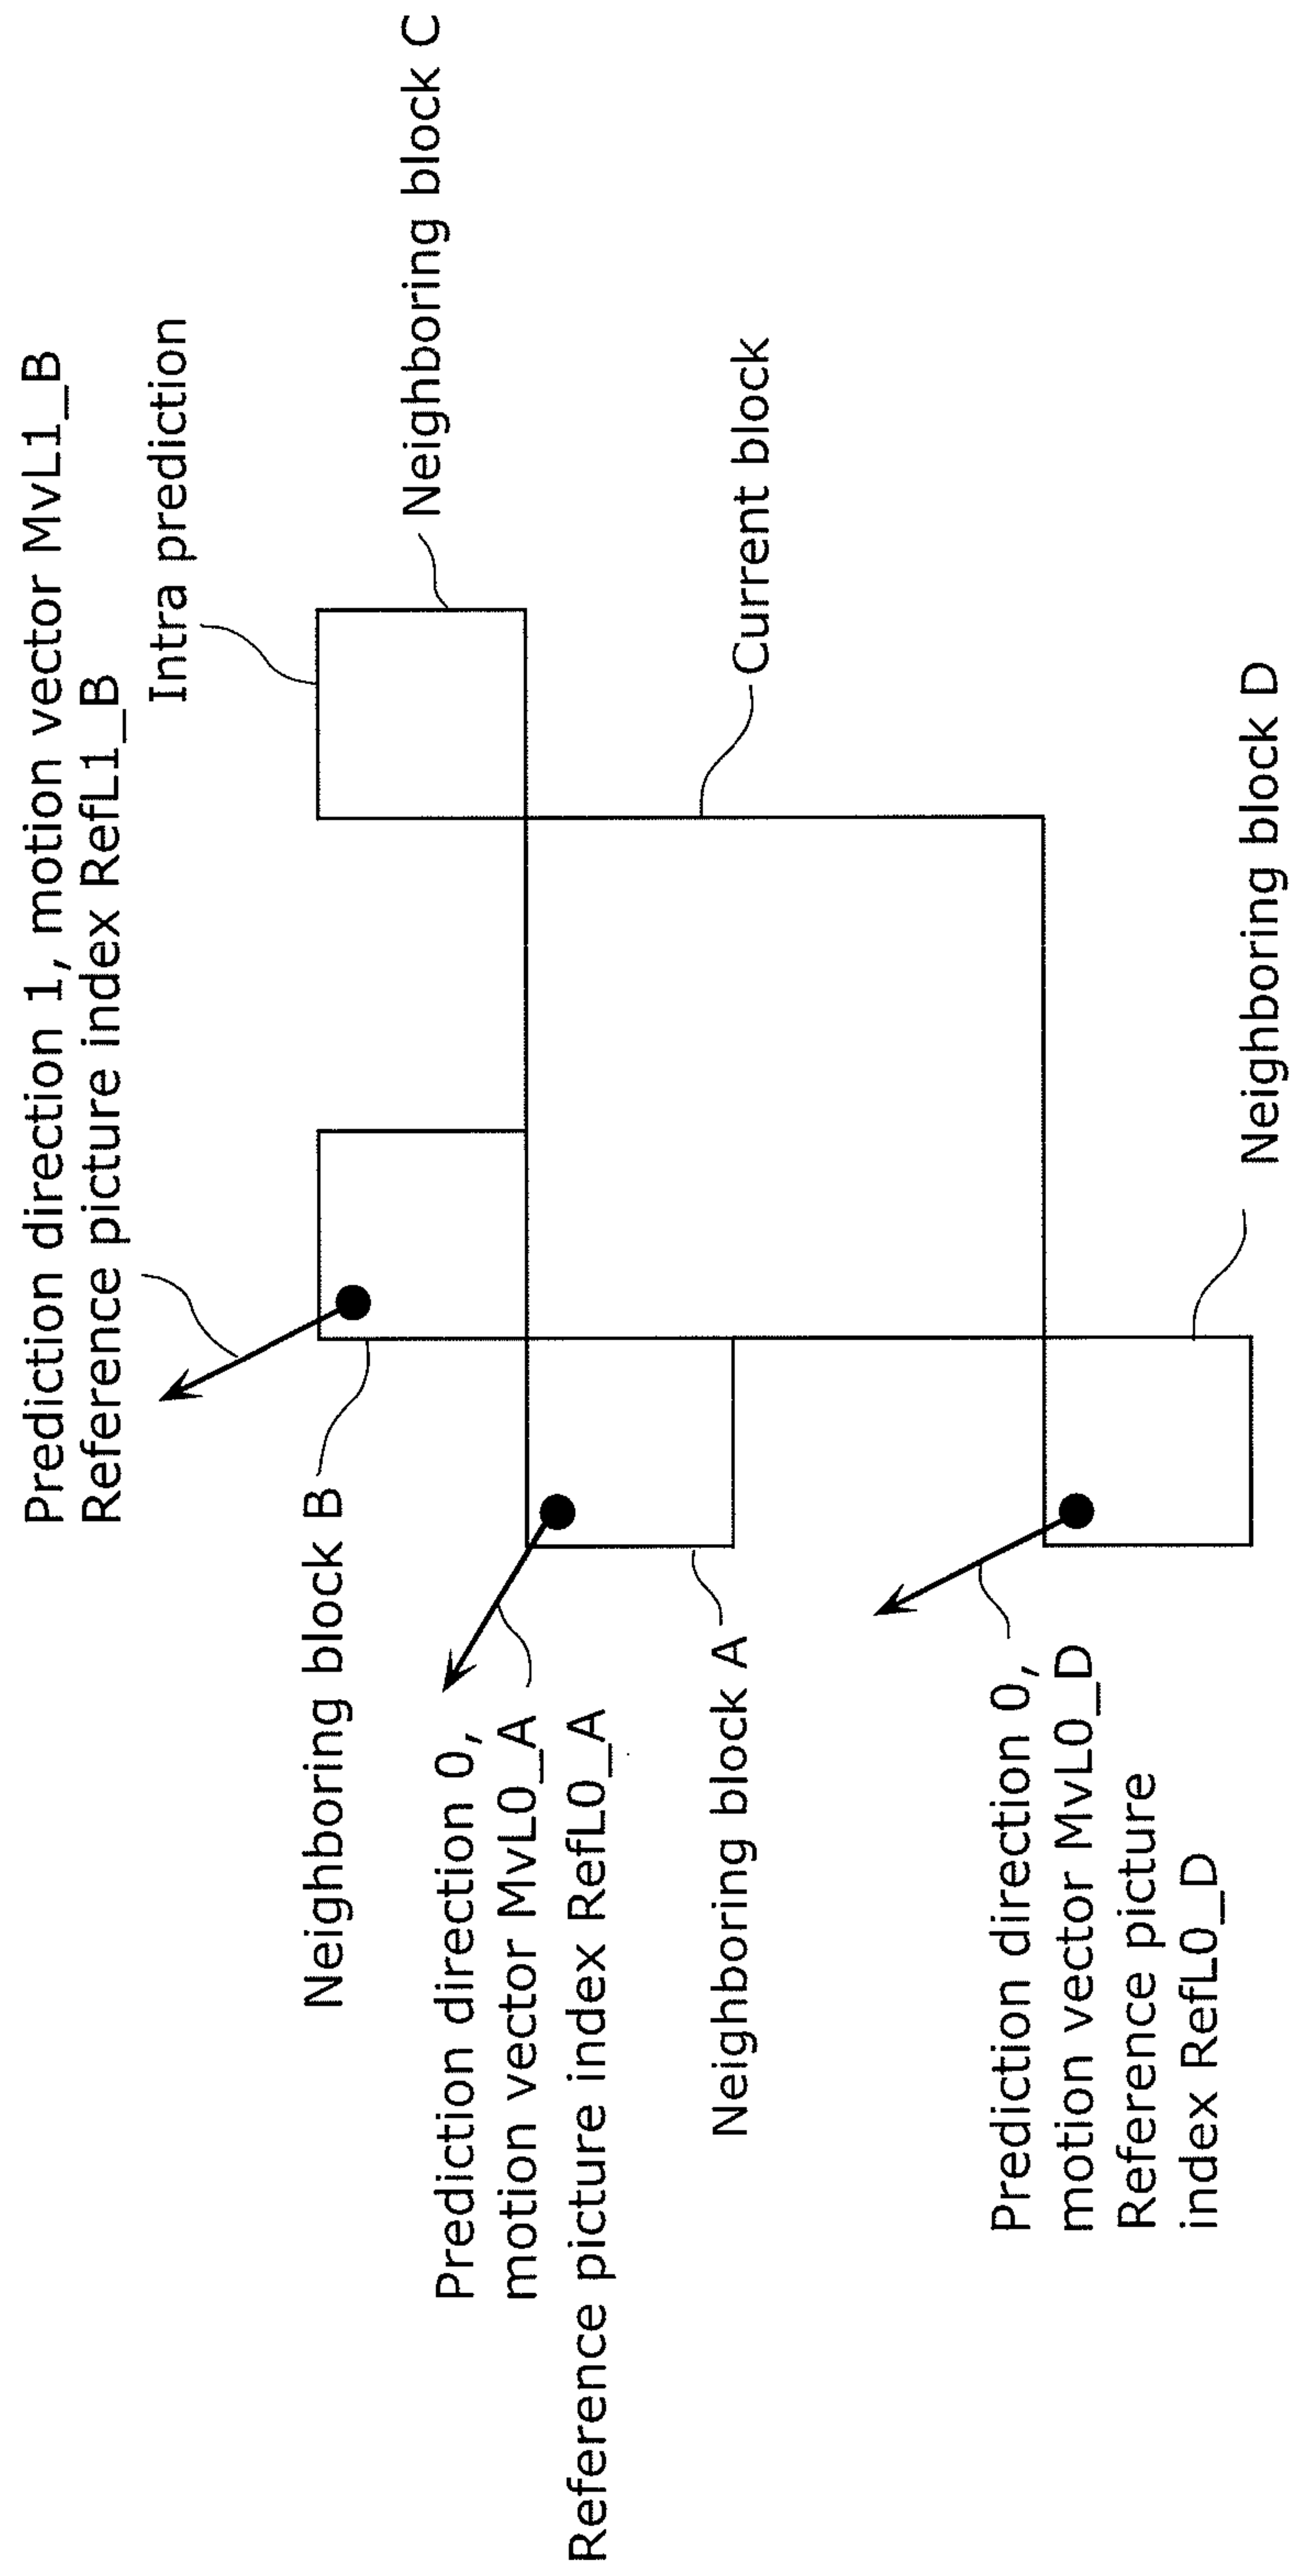 Prediction direction 1, motion vector MvL1_B
Reference picture index RefL1_B
Intra prediction
Neighboring block B
Neighboring block C
Prediction direction 0,
motion vector MvL0_A
Reference picture index RefL0_A
Neighboring block A
Current block
Prediction direction 0,
motion vector MvL0_D
Reference picture
index RefL0_D
Neighboring block D